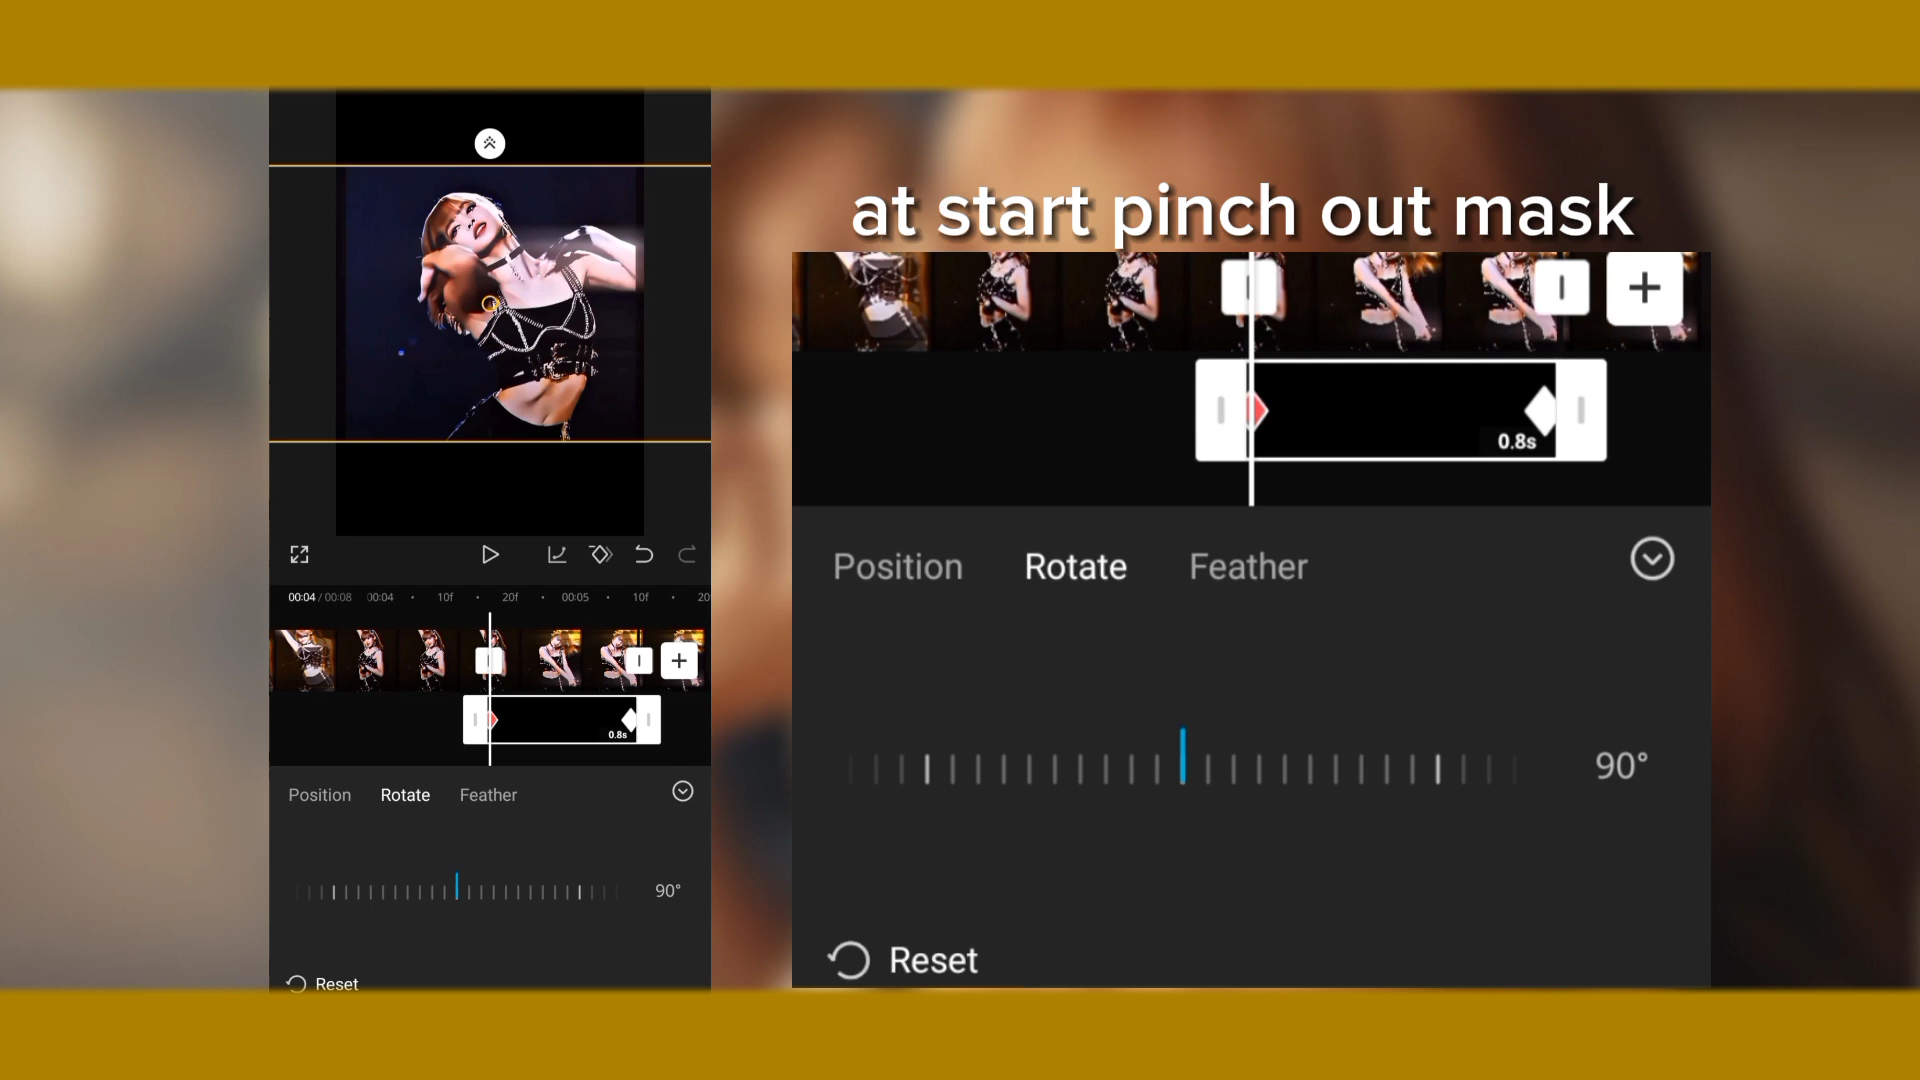 at start pinch out mask
00:04 / 00:08 00:04 10f 20f 00:05 10f 20
0.8s
Position Rotate Feather
90°
Reset
0.8s
Position Rotate Feather
90°
Reset